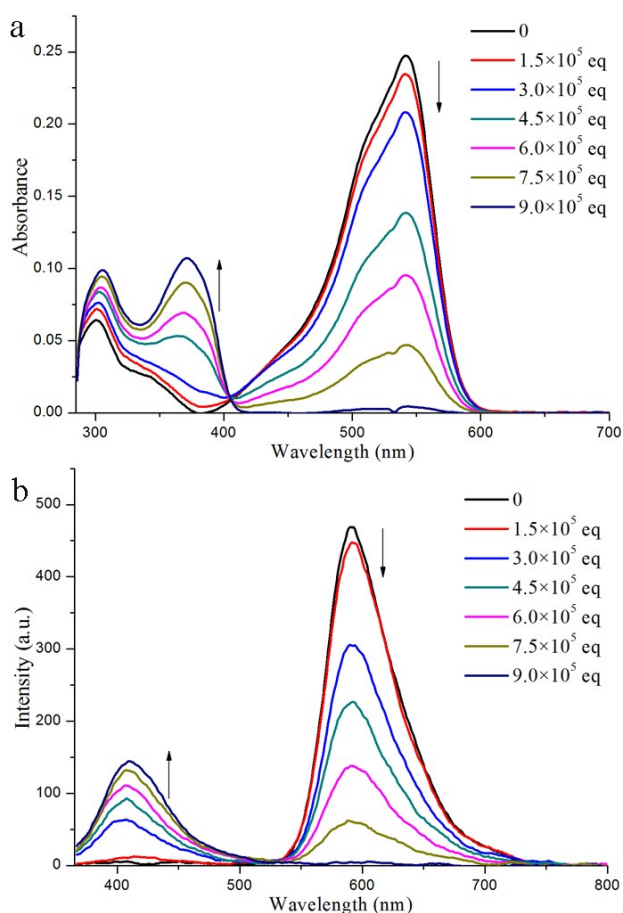 a
0.25
0.20
0.15
0.10
0.05
0.00
Absorbance
0
1.5×10⁵ eq
3.0×10⁵ eq
4.5×10⁵ eq
6.0×10⁵ eq
7.5×10⁵ eq
9.0×10⁵ eq
300 400 500 600 700
Wavelength (nm)
b
500
400
300
200
100
0
Intensity (a.u.)
0
1.5×10⁵ eq
3.0×10⁵ eq
4.5×10⁵ eq
6.0×10⁵ eq
7.5×10⁵ eq
9.0×10⁵ eq
400 500 600 700 800
Wavelength (nm)